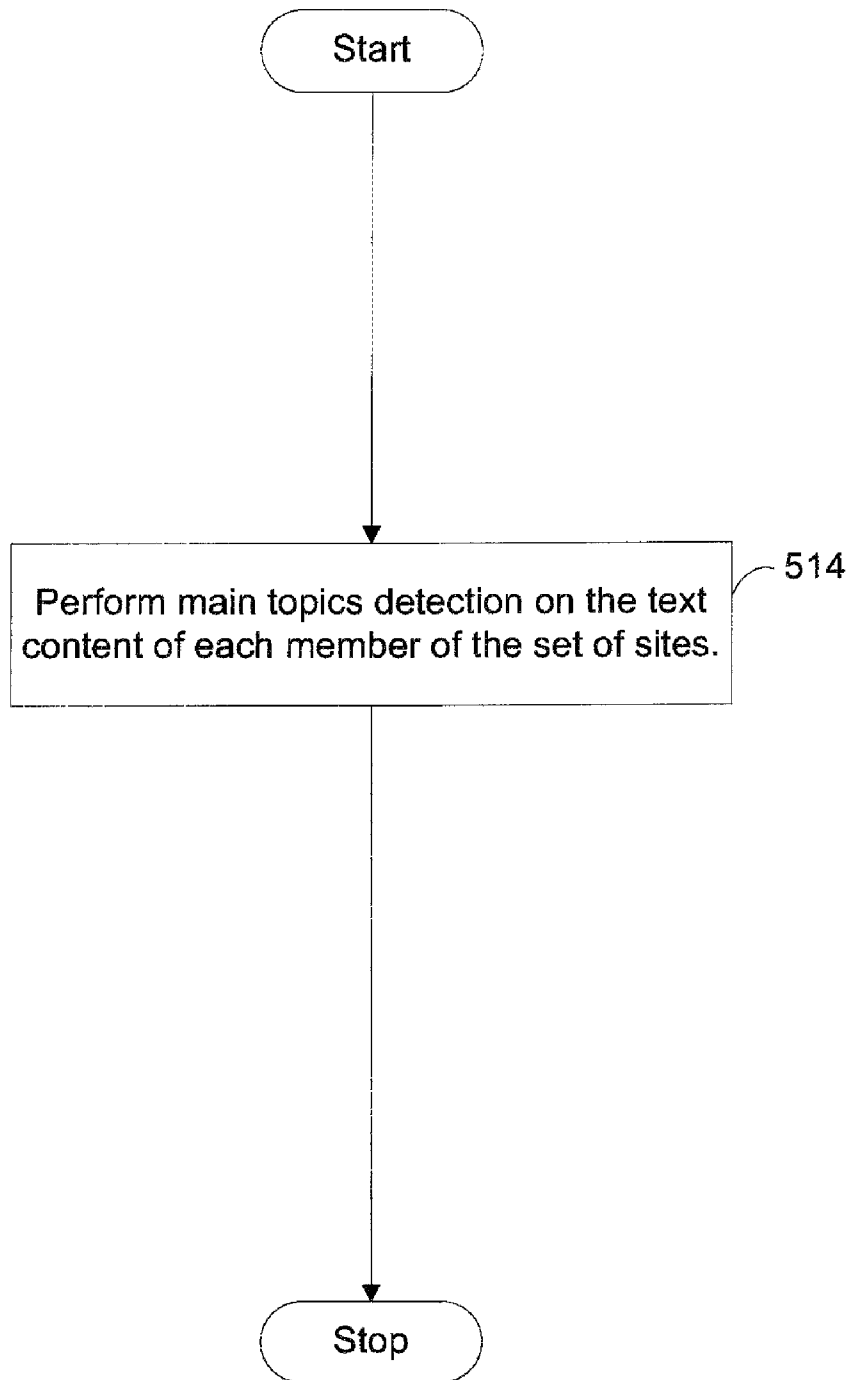 Start
514
Perform main topics detection on the text
content of each member of the set of sites.
Stop